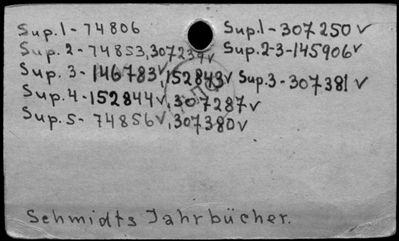 Sup. 1 - 74806 Sup. 1 - 307250 v
Sup. 2 - 74853, 307239 v Sup. 2-3 - 145906 v
Sup. 3 - 146783 v, 152843 v Sup. 3 - 307381 v
Sup. 4 - 152844 v, 307287 v
Sup. 5 - 74856 v, 307380 v
Schmidts Jahrbücher.